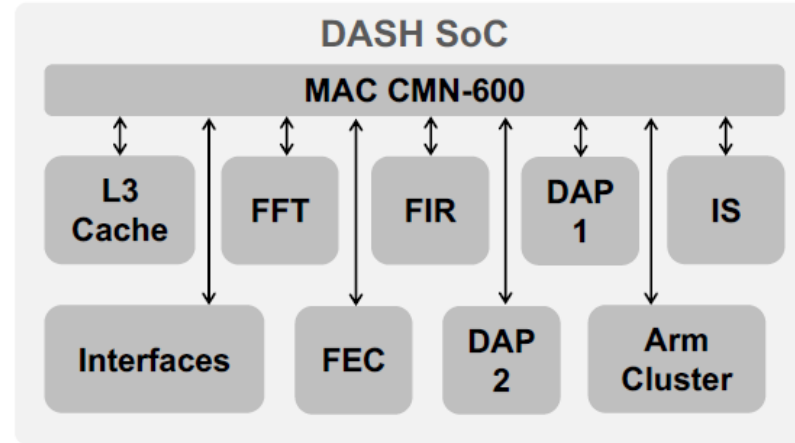 DASH SoC
MAC CMN-600
L3
Cache
FFT
FIR
DAP
1
IS
Interfaces
FEC
DAP
2
Arm
Cluster